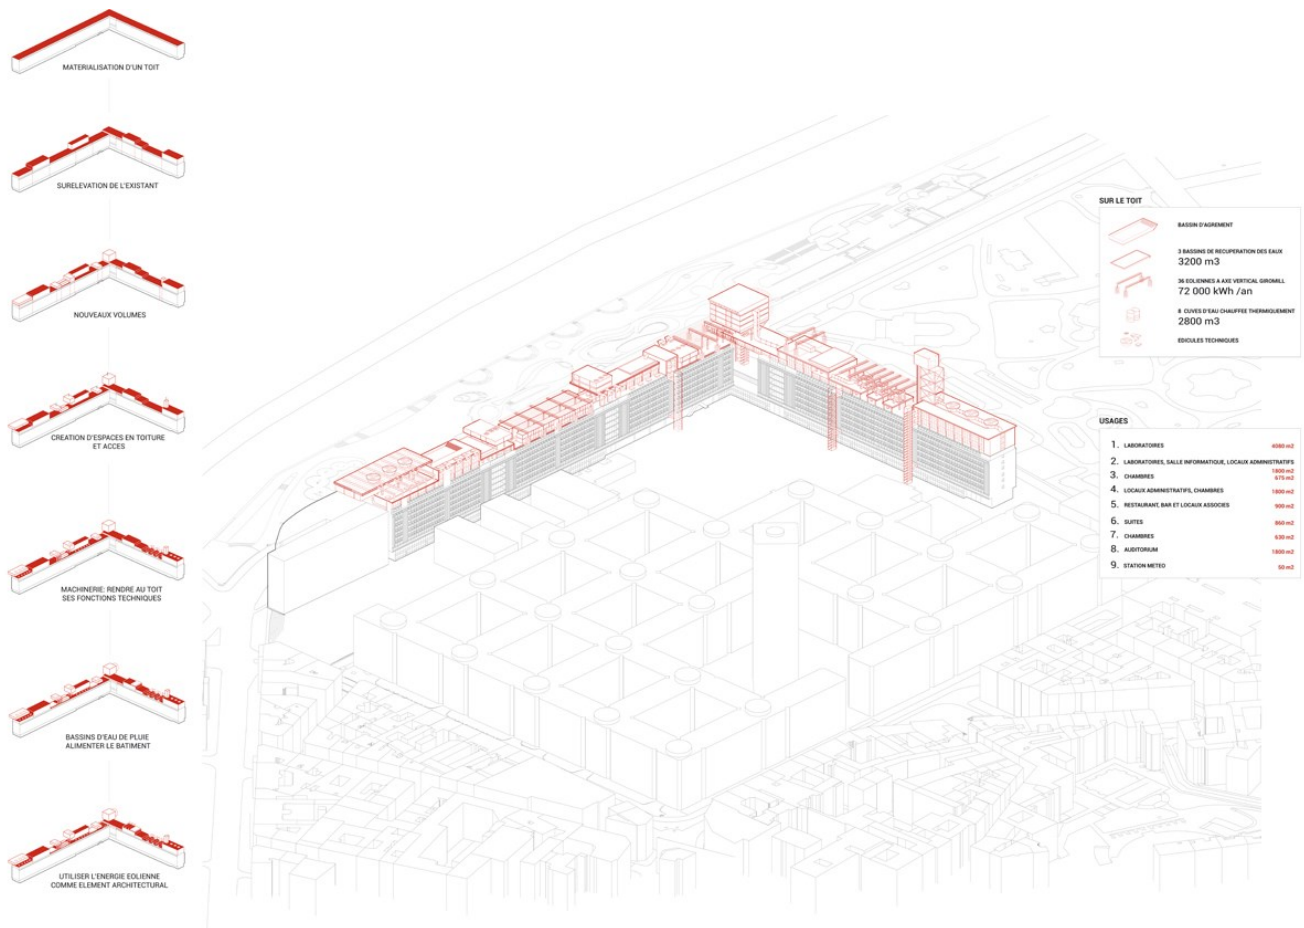 MATERIALISATION D'UN TOIT
SURELEVATION DE L'EXISTANT
NOUVEAUX VOLUMES
CREATION D'ESPACES EN TOITURE
ET ACCES
MACHINERIE: RENDRE AU TOIT
SES FONCTIONS TECHNIQUES
BASSINS D'EAU DE PLUIE
ALIMENTER LE BATIMENT
UTILISER L'ENERGIE EOLIENNE
COMME ELEMENT ARCHITECTURAL
SUR LE TOIT
BASSIN D'AGREMENT
3 BASSINS DE RECUPERATION DES EAUX
3200 m3
36 EOLIENNES A AXE VERTICAL GIROMILL
72 000 kWh /an
8 CUVES D'EAU CHAUFFEE THERMIQUEMENT
2800 m3
EDICULES TECHNIQUES
USAGES
1. LABORATOIRES 4080 m2
2. LABORATOIRES, SALLE INFORMATIQUE, LOCAUX ADMINISTRATIFS
1800 m2
3. CHAMBRES 675 m2
4. LOCAUX ADMINISTRATIFS, CHAMBRES 1800 m2
5. RESTAURANT, BAR ET LOCAUX ASSOCIES 900 m2
6. SUITES 860 m2
7. CHAMBRES 630 m2
8. AUDITORIUM 1800 m2
9. STATION METEO 50 m2